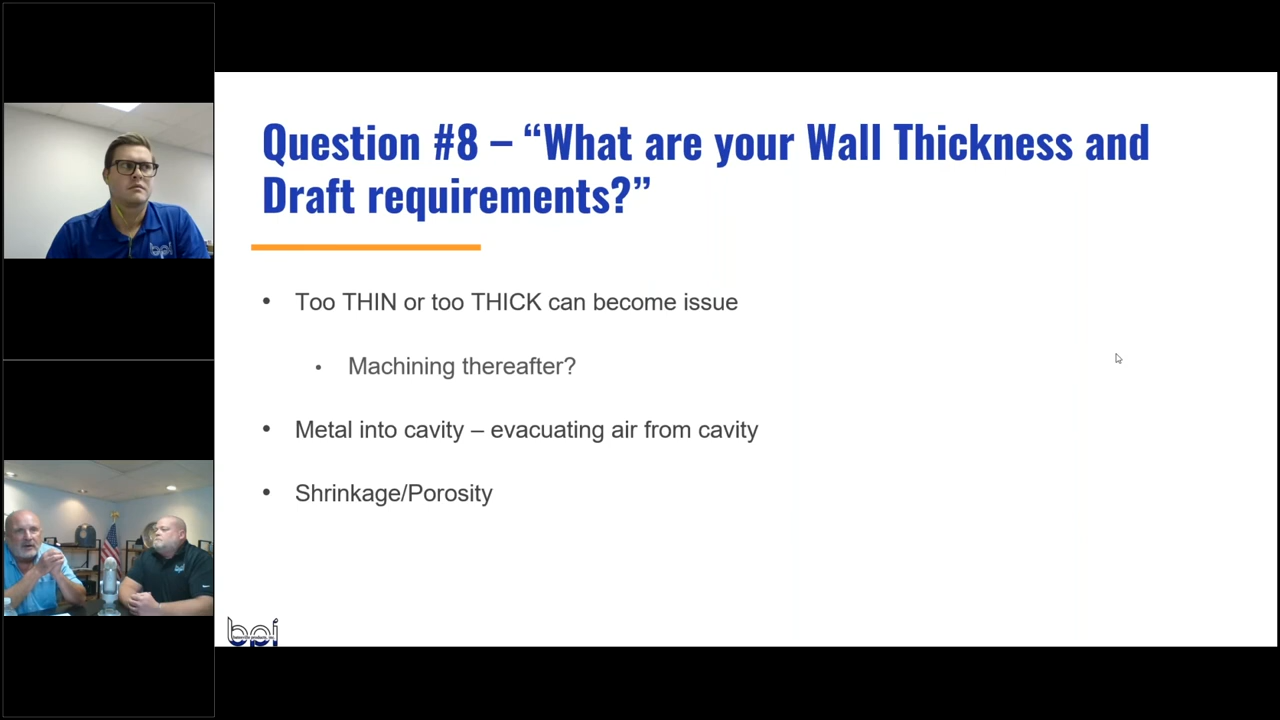 Question #8 – “What are your Wall Thickness and
Draft requirements?”
• Too THIN or too THICK can become issue
• Machining thereafter?
• Metal into cavity – evacuating air from cavity
• Shrinkage/Porosity
bpi
bpi